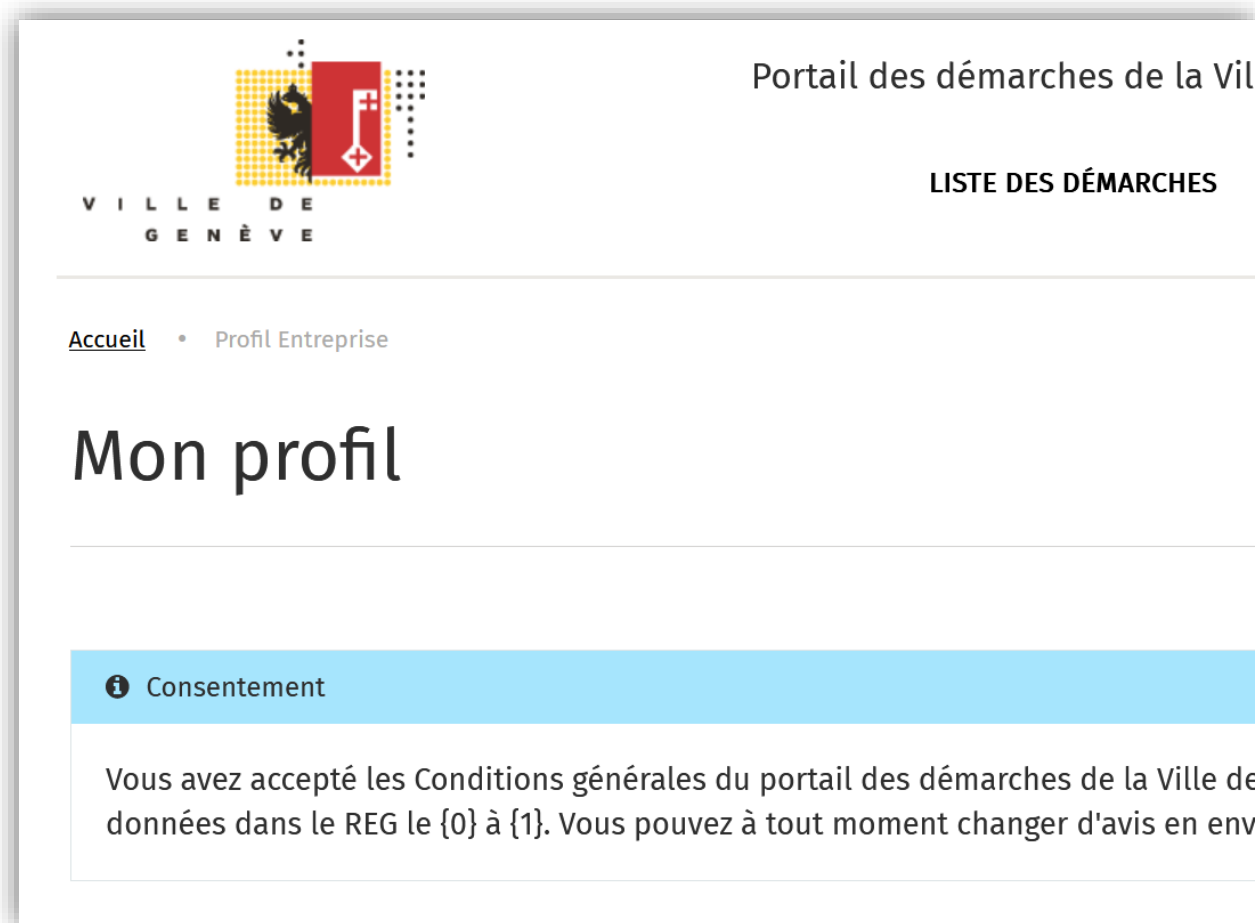 VILLE DE
GENÈVE
Portail des démarches de la
LISTE DES DÉMARCHES
Accueil • Profil Entreprise
Mon profil
Consentement
Vous avez accepté les Conditions générales du portail des démarches de la Ville de
données dans le REG le {0} à {1}. Vous pouvez à tout moment changer d'avis en